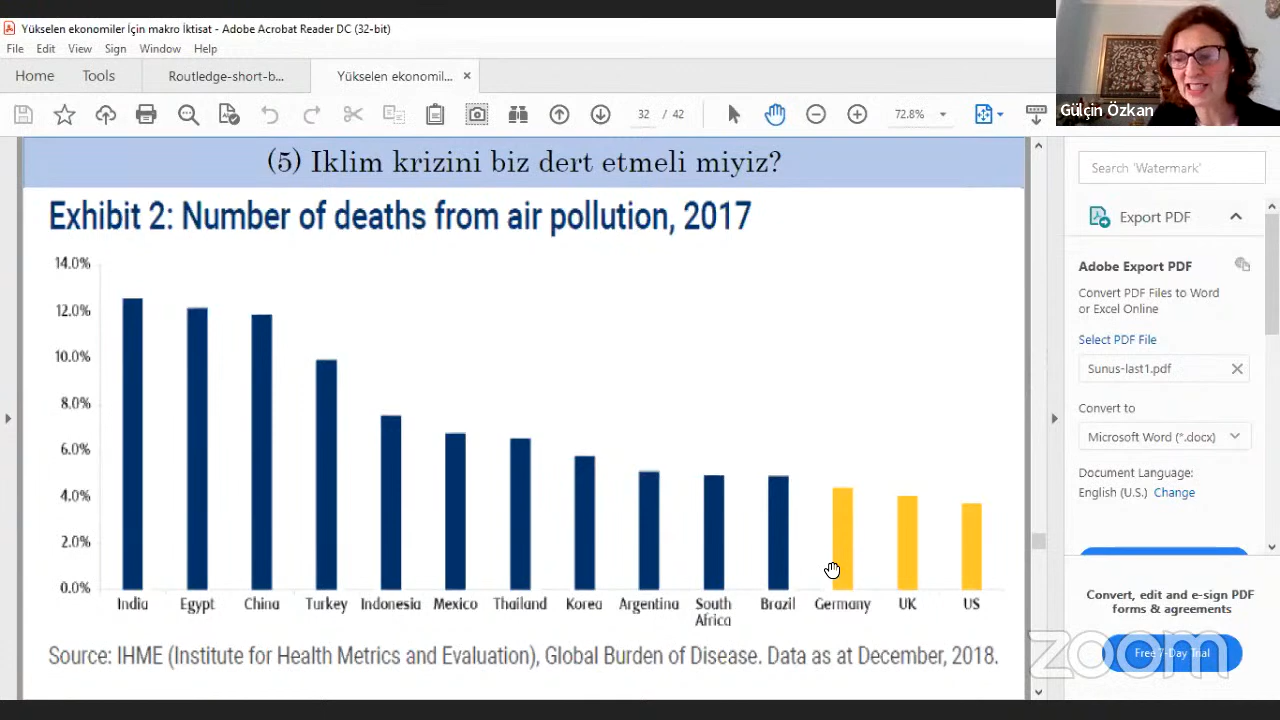 Yükselen ekonomiler İçin makro İktisat - Adobe Acrobat Reader DC (32-bit)
File Edit View Sign Window Help
Home Tools Routledge-short-b... Yükselen ekonomil... ×
32 / 42 72.8%
Gülçin Özkan
(5) Iklim krizini biz dert etmeli miyiz?
Exhibit 2: Number of deaths from air pollution, 2017
14.0%
12.0%
10.0%
8.0%
6.0%
4.0%
2.0%
0.0%
India Egypt China Turkey Indonesia Mexico Thailand Korea Argentina South Africa Brazil Germany UK US
Source: IHME (Institute for Health Metrics and Evaluation), Global Burden of Disease. Data as at December, 2018.
Search 'Watermark'
Export PDF
Adobe Export PDF
Convert PDF Files to Word
or Excel Online
Select PDF File
Sunus-last1.pdf
Convert to
Microsoft Word (*.docx)
Document Language:
English (U.S.) Change
Convert, edit and e-sign PDF
forms & agreements
Free 7-Day Trial
zoom